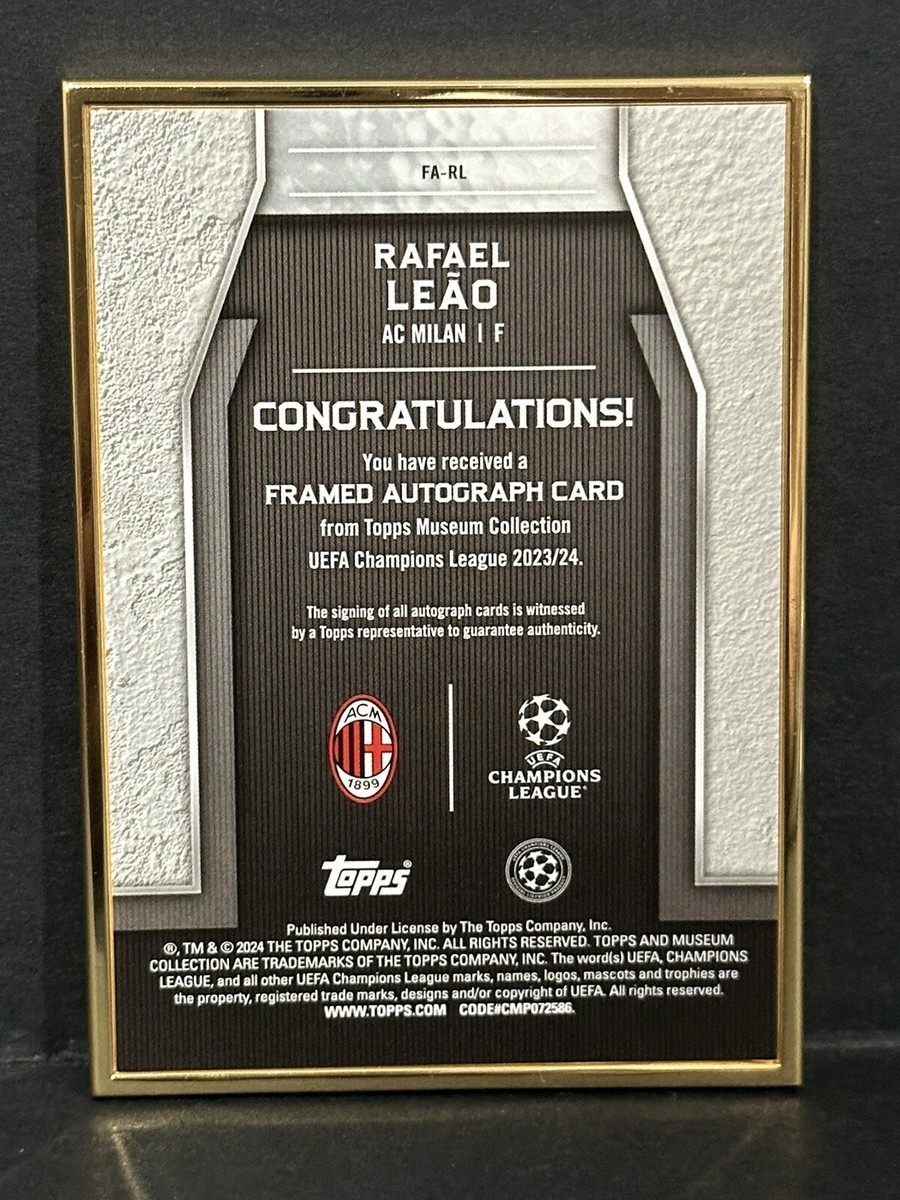 FA-RL
RAFAEL
LEÃO
AC MILAN | F
CONGRATULATIONS!
You have received a
FRAMED AUTOGRAPH CARD
from Topps Museum Collection
UEFA Champions League 2023/24.
The signing of all autograph cards is witnessed
by a Topps representative to guarantee authenticity.
ACM
1899
UEFA
CHAMPIONS
LEAGUE®
Topps®
Published Under License by The Topps Company, Inc.
®, TM & © 2024 THE TOPPS COMPANY, INC. ALL RIGHTS RESERVED. TOPPS AND MUSEUM
COLLECTION ARE TRADEMARKS OF THE TOPPS COMPANY, INC. The word(s) UEFA, CHAMPIONS
LEAGUE, and all other UEFA Champions League marks, names, logos, mascots and trophies are
the property, registered trade marks, designs and/or copyright of UEFA. All rights reserved.
WWW.TOPPS.COM CODE#CMP072586.